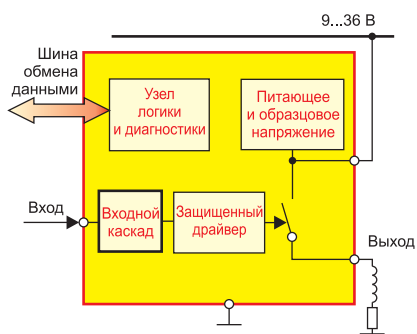 9...36 В
Шина
обмена
данными
Узел
логики
и диагностики
Питающее
и образцовое
напряжение
Вход
Входной
каскад
Защищенный
драйвер
Выход